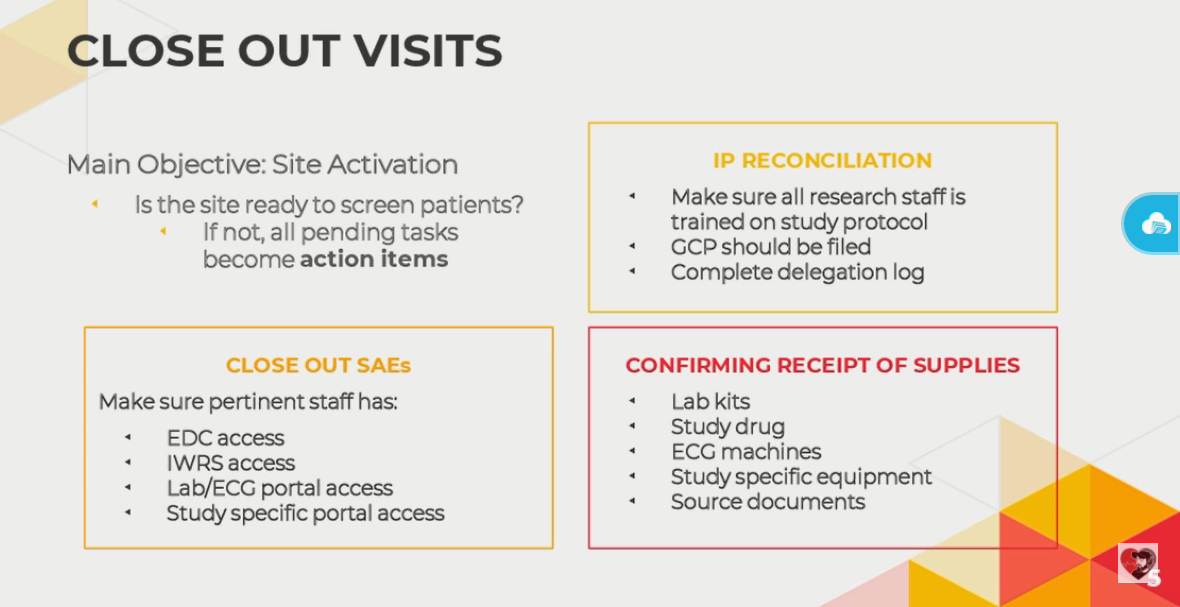 CLOSE OUT VISITS
Main Objective: Site Activation
Is the site ready to screen patients?
If not, all pending tasks
become action items
IP RECONCILIATION
Make sure all research staff is
trained on study protocol
GCP should be filed
Complete delegation log
CLOSE OUT SAEs
Make sure pertinent staff has:
EDC access
IWRS access
Lab/ECG portal access
Study specific portal access
CONFIRMING RECEIPT OF SUPPLIES
Lab kits
Study drug
ECG machines
Study specific equipment
Source documents
5